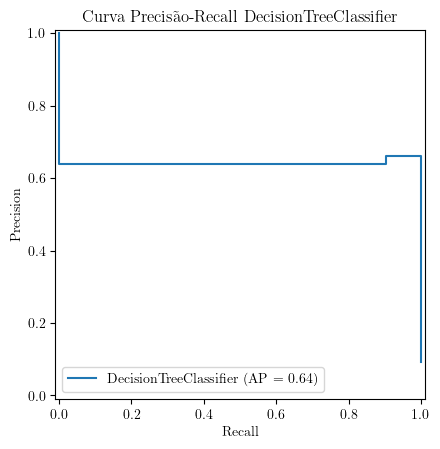 Curva Precisão-Recall DecisionTreeClassifier
1.0
0.8
0.6
0.4
0.2
0.0
Precision
DecisionTreeClassifier (AP = 0.64)
0.0 0.2 0.4 0.6 0.8 1.0
Recall